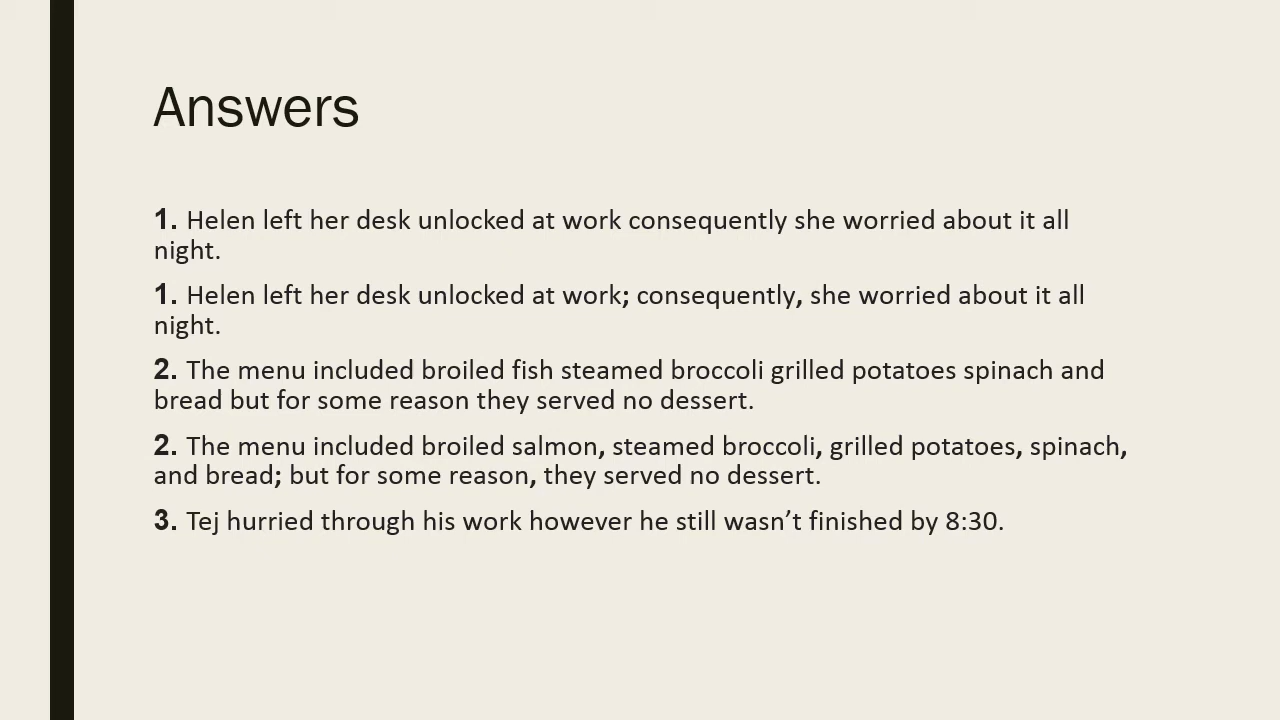 Answers
1. Helen left her desk unlocked at work consequently she worried about it all
night.
1. Helen left her desk unlocked at work; consequently, she worried about it all
night.
2. The menu included broiled fish steamed broccoli grilled potatoes spinach and
bread but for some reason they served no dessert.
2. The menu included broiled salmon, steamed broccoli, grilled potatoes, spinach,
and bread; but for some reason, they served no dessert.
3. Tej hurried through his work however he still wasn’t finished by 8:30.